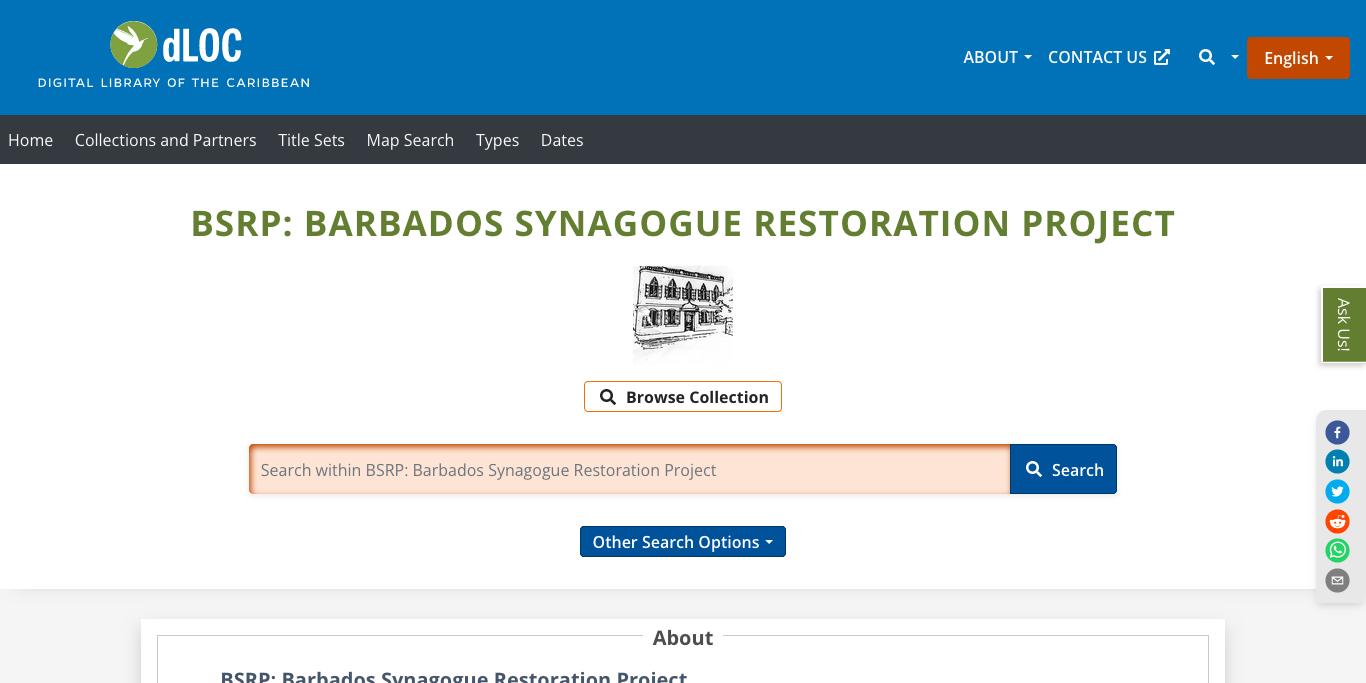 dLOC
DIGITAL LIBRARY OF THE CARIBBEAN
ABOUT
CONTACT US
English
Home
Collections and Partners
Title Sets
Map Search
Types
Dates
BSRP: BARBADOS SYNAGOGUE RESTORATION PROJECT
Ask Us!
Browse Collection
Search within BSRP: Barbados Synagogue Restoration Project
Search
Other Search Options
About
BSRP: Barbados Synagogue Restoration Project